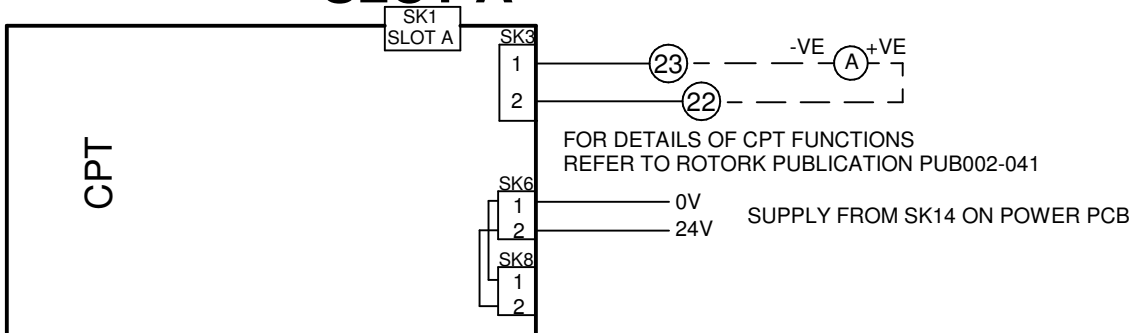 SLOT A
SK1
SLOT A
SK3
1
2
23
-VE
A
+VE
22
FOR DETAILS OF CPT FUNCTIONS
REFER TO ROTORK PUBLICATION PUB002-041
CPT
SK6
1
2
0V
24V
SUPPLY FROM SK14 ON POWER PCB
SK8
1
2